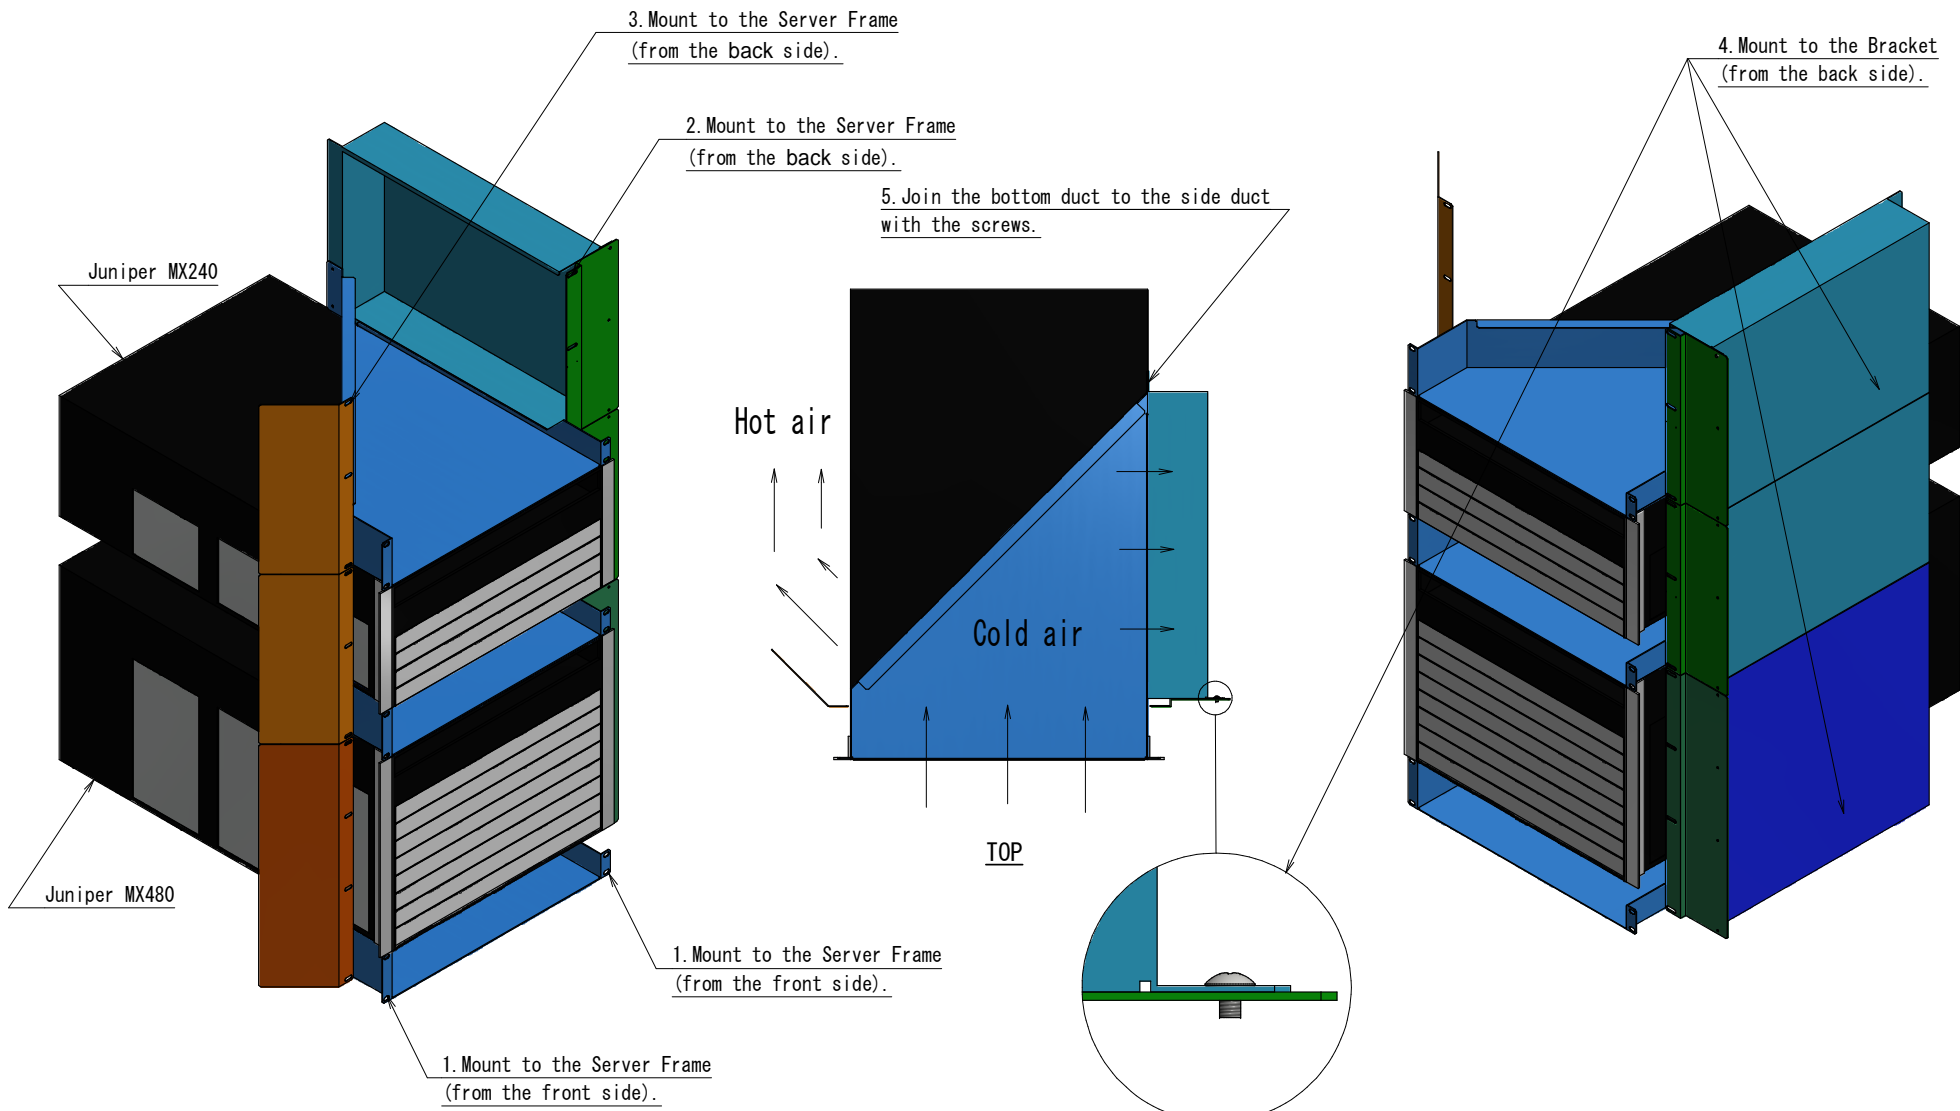 3.Mount to the Server Frame
(from the back side).
4.Mount to the Bracket
(from the back side).
2.Mount to the Server Frame
(from the back side).
5.Join the bottom duct to the side duct
with the screws.
Juniper MX240
Hot air
Cold air
TOP
Juniper MX480
1.Mount to the Server Frame
(from the front side).
1.Mount to the Server Frame
(from the front side).